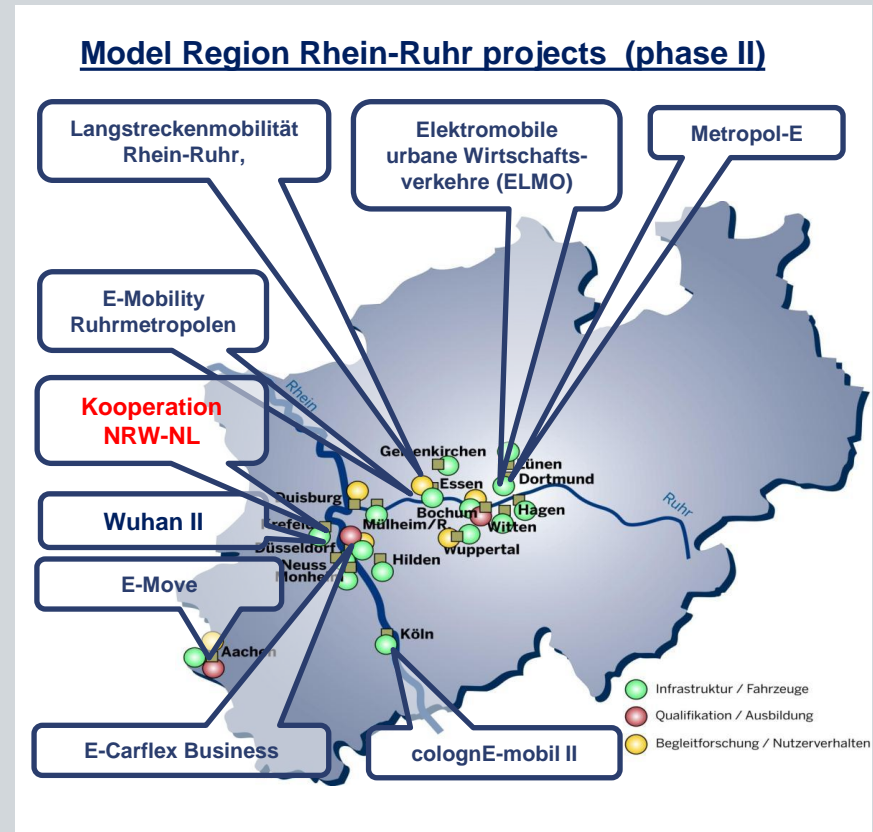 Model Region Rhein-Ruhr projects (phase II)
Langstreckenmobilität
Rhein-Ruhr,
Elektromobile
urbane Wirtschafts-
verkehre (ELMO)
Metropol-E
E-Mobility
Ruhrmetropolen
Kooperation
NRW-NL
Wuhan II
E-Move
E-Carflex Business
colognE-mobil II
Rhein
Ruhr
Essen
Lünen
Dortmund
Duisburg
Bochum
Hagen
Mülheim/R.
Witten
Düsseldorf
Wuppertal
Neuss
Hilden
Monheim
Köln
Aachen
Infrastruktur / Fahrzeuge
Qualifikation / Ausbildung
Begleitforschung / Nutzerverhalten